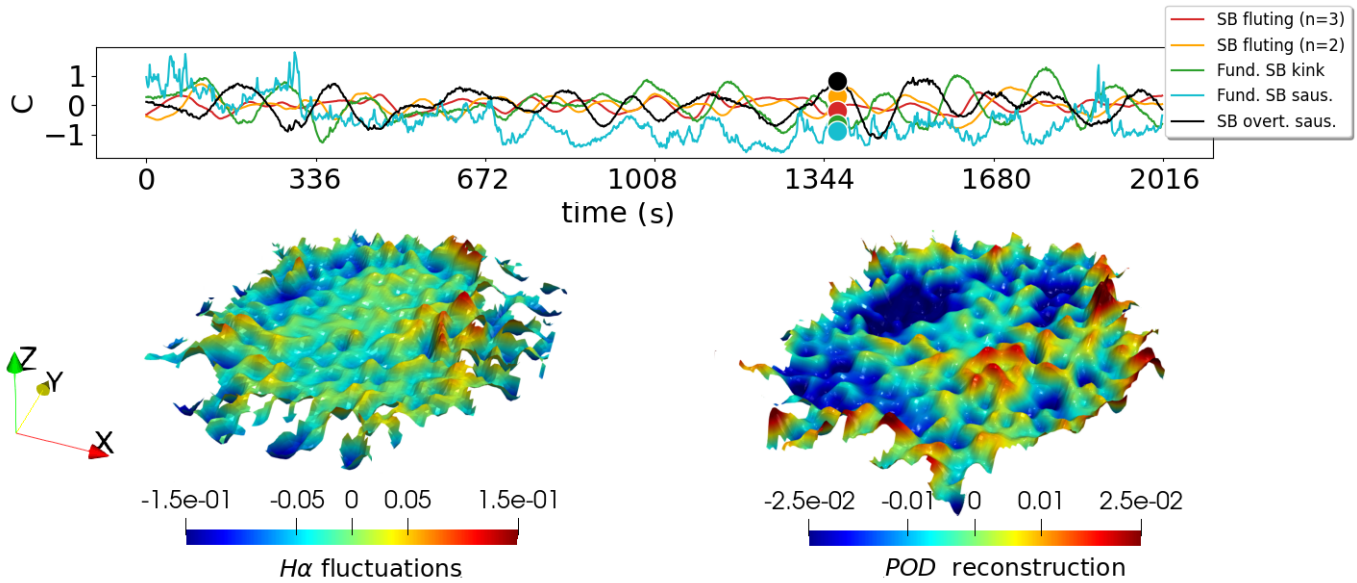 SB fluting (n=3)
SB fluting (n=2)
Fund. SB kink
Fund. SB saus.
SB overt. saus.
C
1
0
−1
0 336 672 1008 1344 1680 2016
time (s)
Z
Y
X
-1.5e-01 -0.05 0 0.05 1.5e-01
Hα fluctuations
-2.5e-02 -0.01 0 0.01 2.5e-02
POD reconstruction